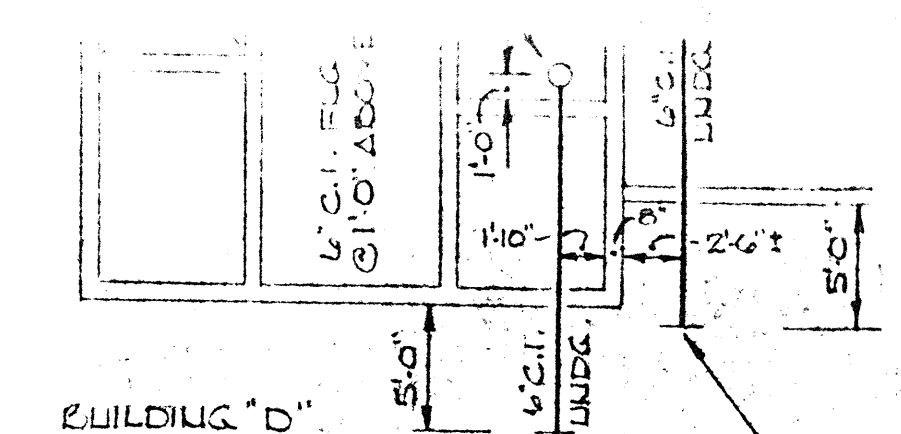 6" C.I. FLG
@ 1'-0" ABOVE
1'-0"
6" C.I.
UNDG.
1'-10"
8"
2'-6" ±
5'-0"
5'-0"
6" C.I.
UNDG.
BUILDING "D"